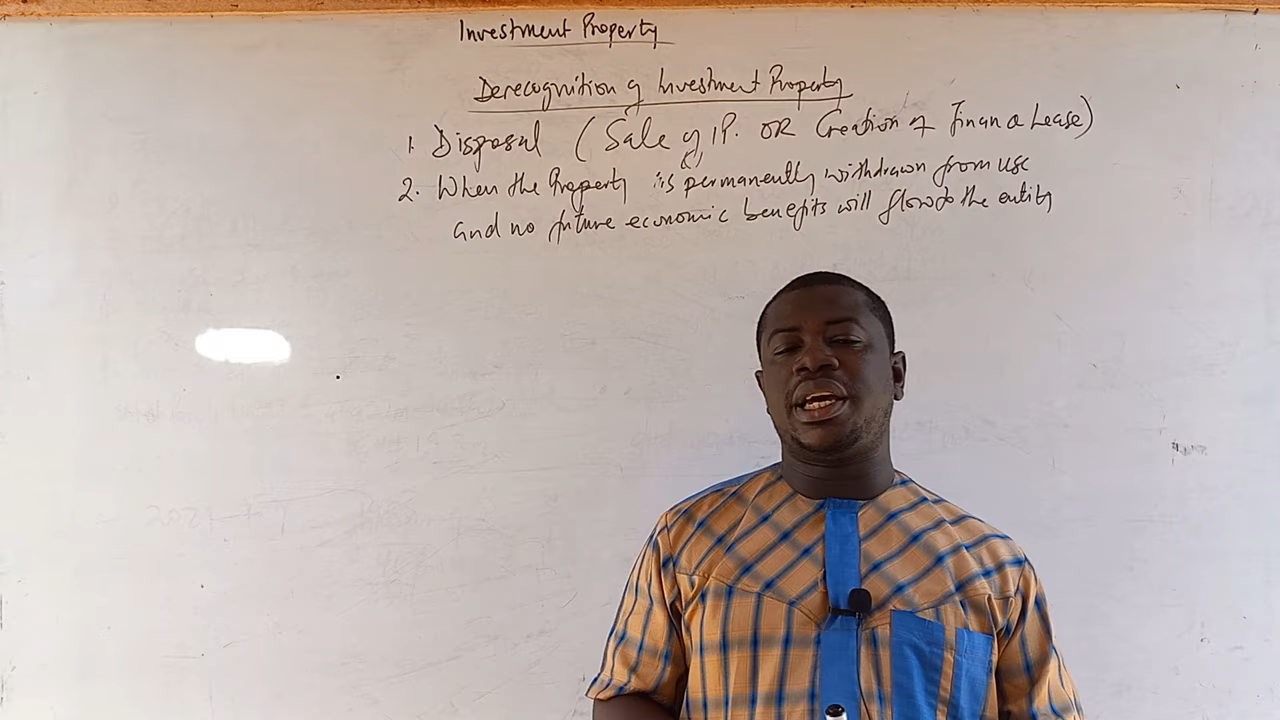 Investment Property
Derecognition of Investment Property
1. Disposal (Sale of IP. OR Creation of Finance Lease)
2. When the Property is permanently withdrawn from use
and no future economic benefits will flow to the entity